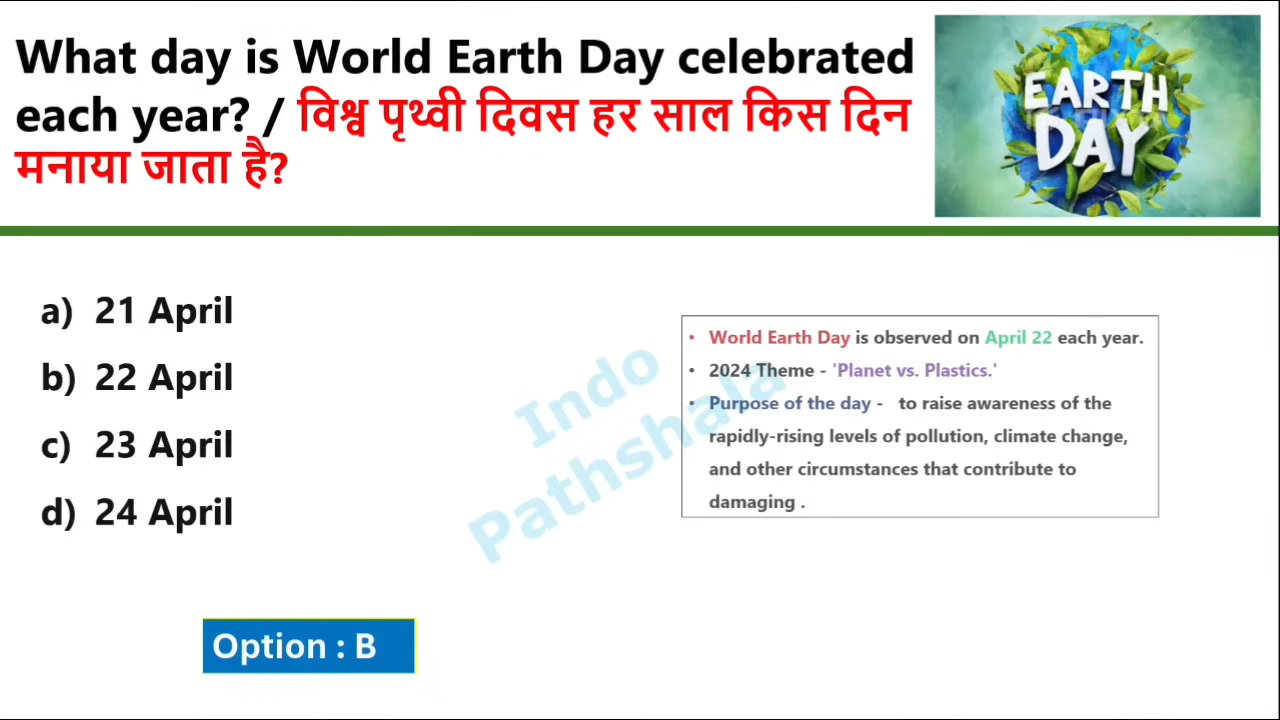 What day is World Earth Day celebrated
each year? / विश्व पृथ्वी दिवस हर साल किस दिन
मनाया जाता है?
EARTH
DAY
a) 21 April
b) 22 April
c) 23 April
d) 24 April
• World Earth Day is observed on April 22 each year.
• 2024 Theme - 'Planet vs. Plastics.'
• Purpose of the day - to raise awareness of the
rapidly-rising levels of pollution, climate change,
and other circumstances that contribute to
damaging .
Indo
Pathshala
Option : B